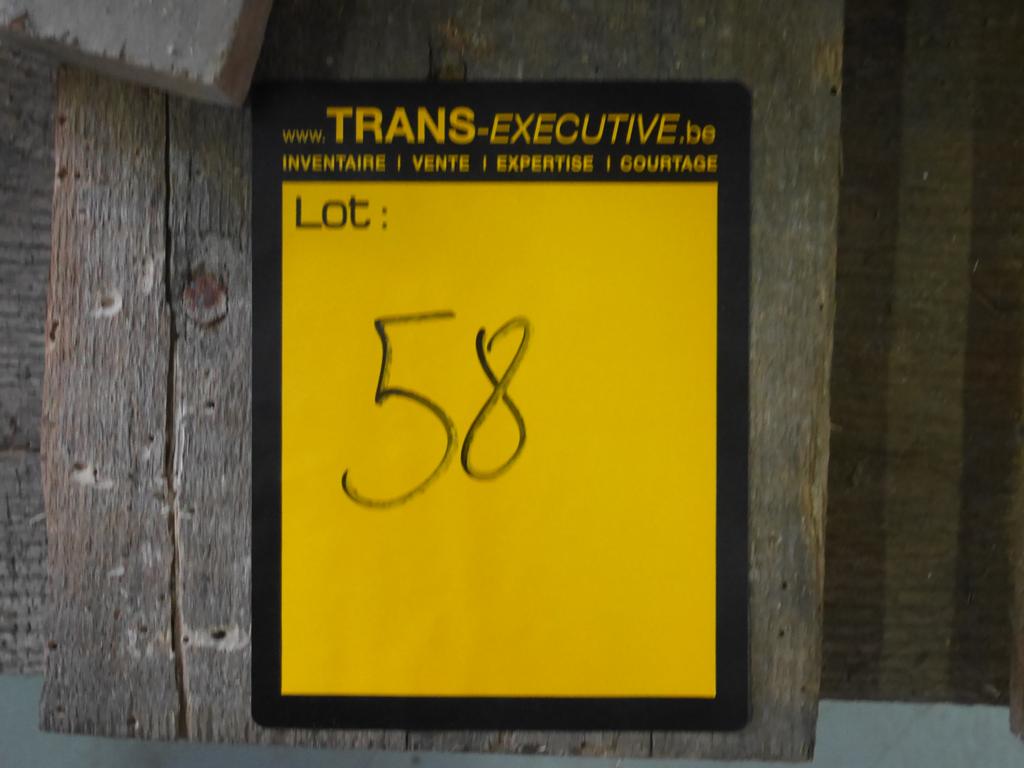 www.TRANS-EXECUTIVE.be
INVENTAIRE | VENTE | EXPERTISE | COURTAGE
Lot:
58